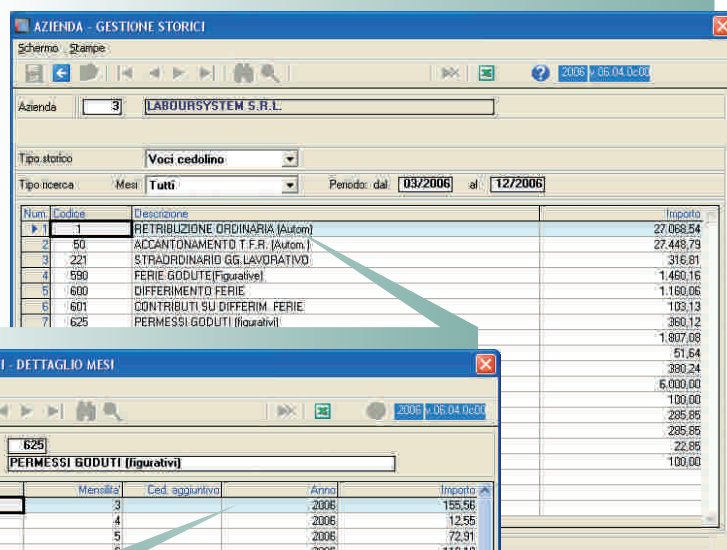 AZIENDA - GESTIONE STORICI
Schermo Stampe
2006 v.06.04.0c00
Azienda 3 LABOURSYSTEM S.R.L.
Tipo storico Voci cedolino
Tipo ricerca Mesi Tutti Periodo: dal 03/2006 al 12/2006
Num. Codice Descrizione Importo
1 1 RETRIBUZIONE ORDINARIA (Autom) 27.068,54
2 50 ACCANTONAMENTO T.F.R. (Autom.) 27.448,79
3 221 STRAORDINARIO GG.LAVORATIVO 316,81
4 590 FERIE GODUTE(Figurative) 1.460,16
5 600 DIFFERIMENTO FERIE 1.160,06
6 601 CONTRIBUTI SU DIFFERIM. FERIE 103,13
7 625 PERMESSI GODUTI (figurativi) 360,12
1.807,08
51,64
380,24
6.000,00
100,00
285,85
285,85
22,85
100,00
I - DETTAGLIO MESI
2006 v.06.04.0c00
625
PERMESSI GODUTI (figurativi)
Mensilita' Ced. aggiuntivo Anno Importo
3 2006 155,56
4 2006 12,55
5 2006 72,91